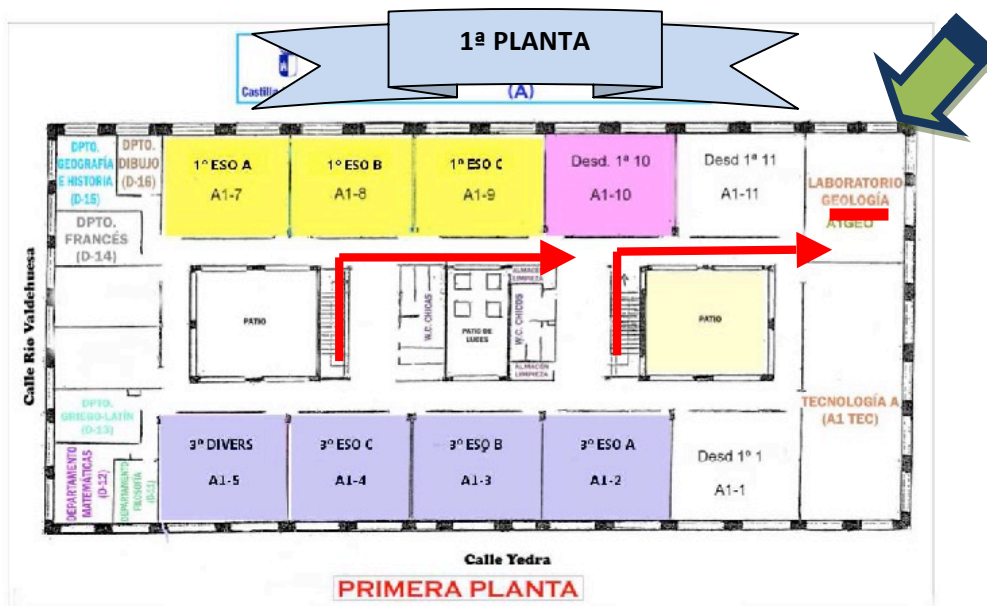 1ª PLANTA
Castilla
(A)
DPTO.
GEOGRAFÍA
E HISTORIA
(D-15)
DPTO.
DIBUJO
(D-16)
1º ESO A
A1-7
1º ESO B
A1-8
1º ESO C
A1-9
Desd. 1ª 10
A1-10
Desd 1ª 11
A1-11
LABORATORIO
GEOLOGÍA
A1GEO
DPTO.
FRANCÉS
(D-14)
Calle Río Valdehuesa
PATIO
W.C. CHICAS
PATIO DE
LUCES
W.C. CHICOS
ALMACÉN
LIMPIEZA
ALMACÉN
LIMPIEZA
PATIO
TECNOLOGÍA A
(A1 TEC)
DPTO.
GRIEGO-LATÍN
(D-13)
DEPARTAMENTO
MATEMÁTICAS
(D-12)
DEPARTAMENTO
FILOSOFÍA
(D-11)
3º DIVERS
A1-5
3º ESO C
A1-4
3º ESO B
A1-3
3º ESO A
A1-2
Desd 1º 1
A1-1
Calle Yedra
PRIMERA PLANTA